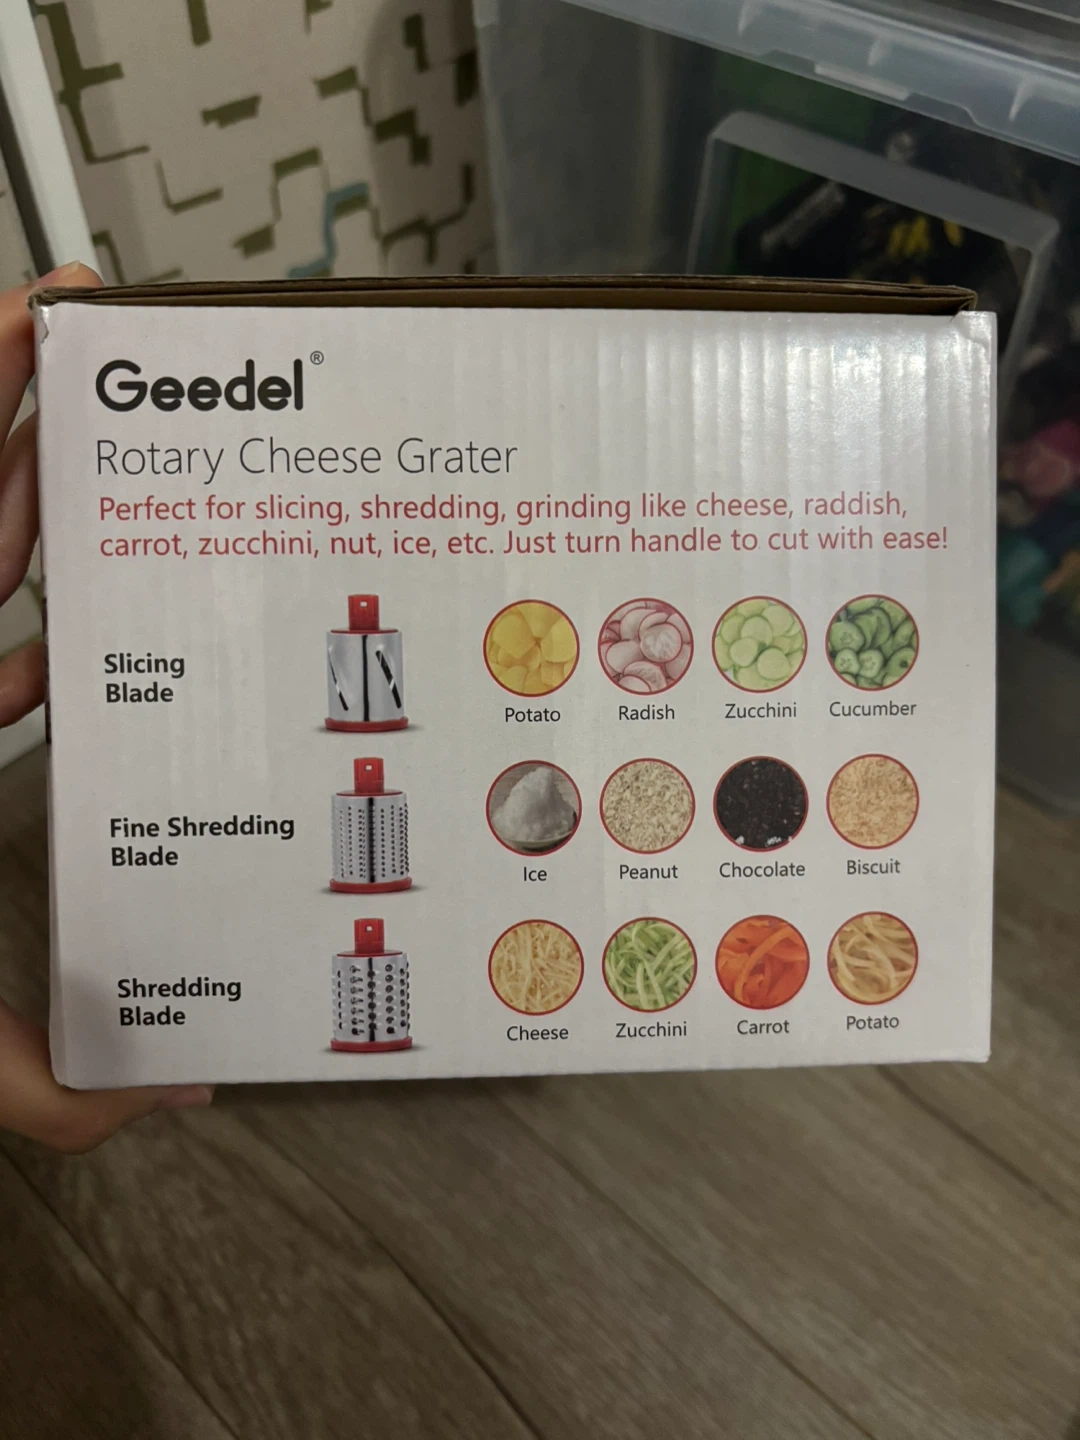 Geedel®
Rotary Cheese Grater
Perfect for slicing, shredding, grinding like cheese, raddish,
carrot, zucchini, nut, ice, etc. Just turn handle to cut with ease!
Slicing
Blade
Potato
Radish
Zucchini
Cucumber
Fine Shredding
Blade
Ice
Peanut
Chocolate
Biscuit
Shredding
Blade
Cheese
Zucchini
Carrot
Potato